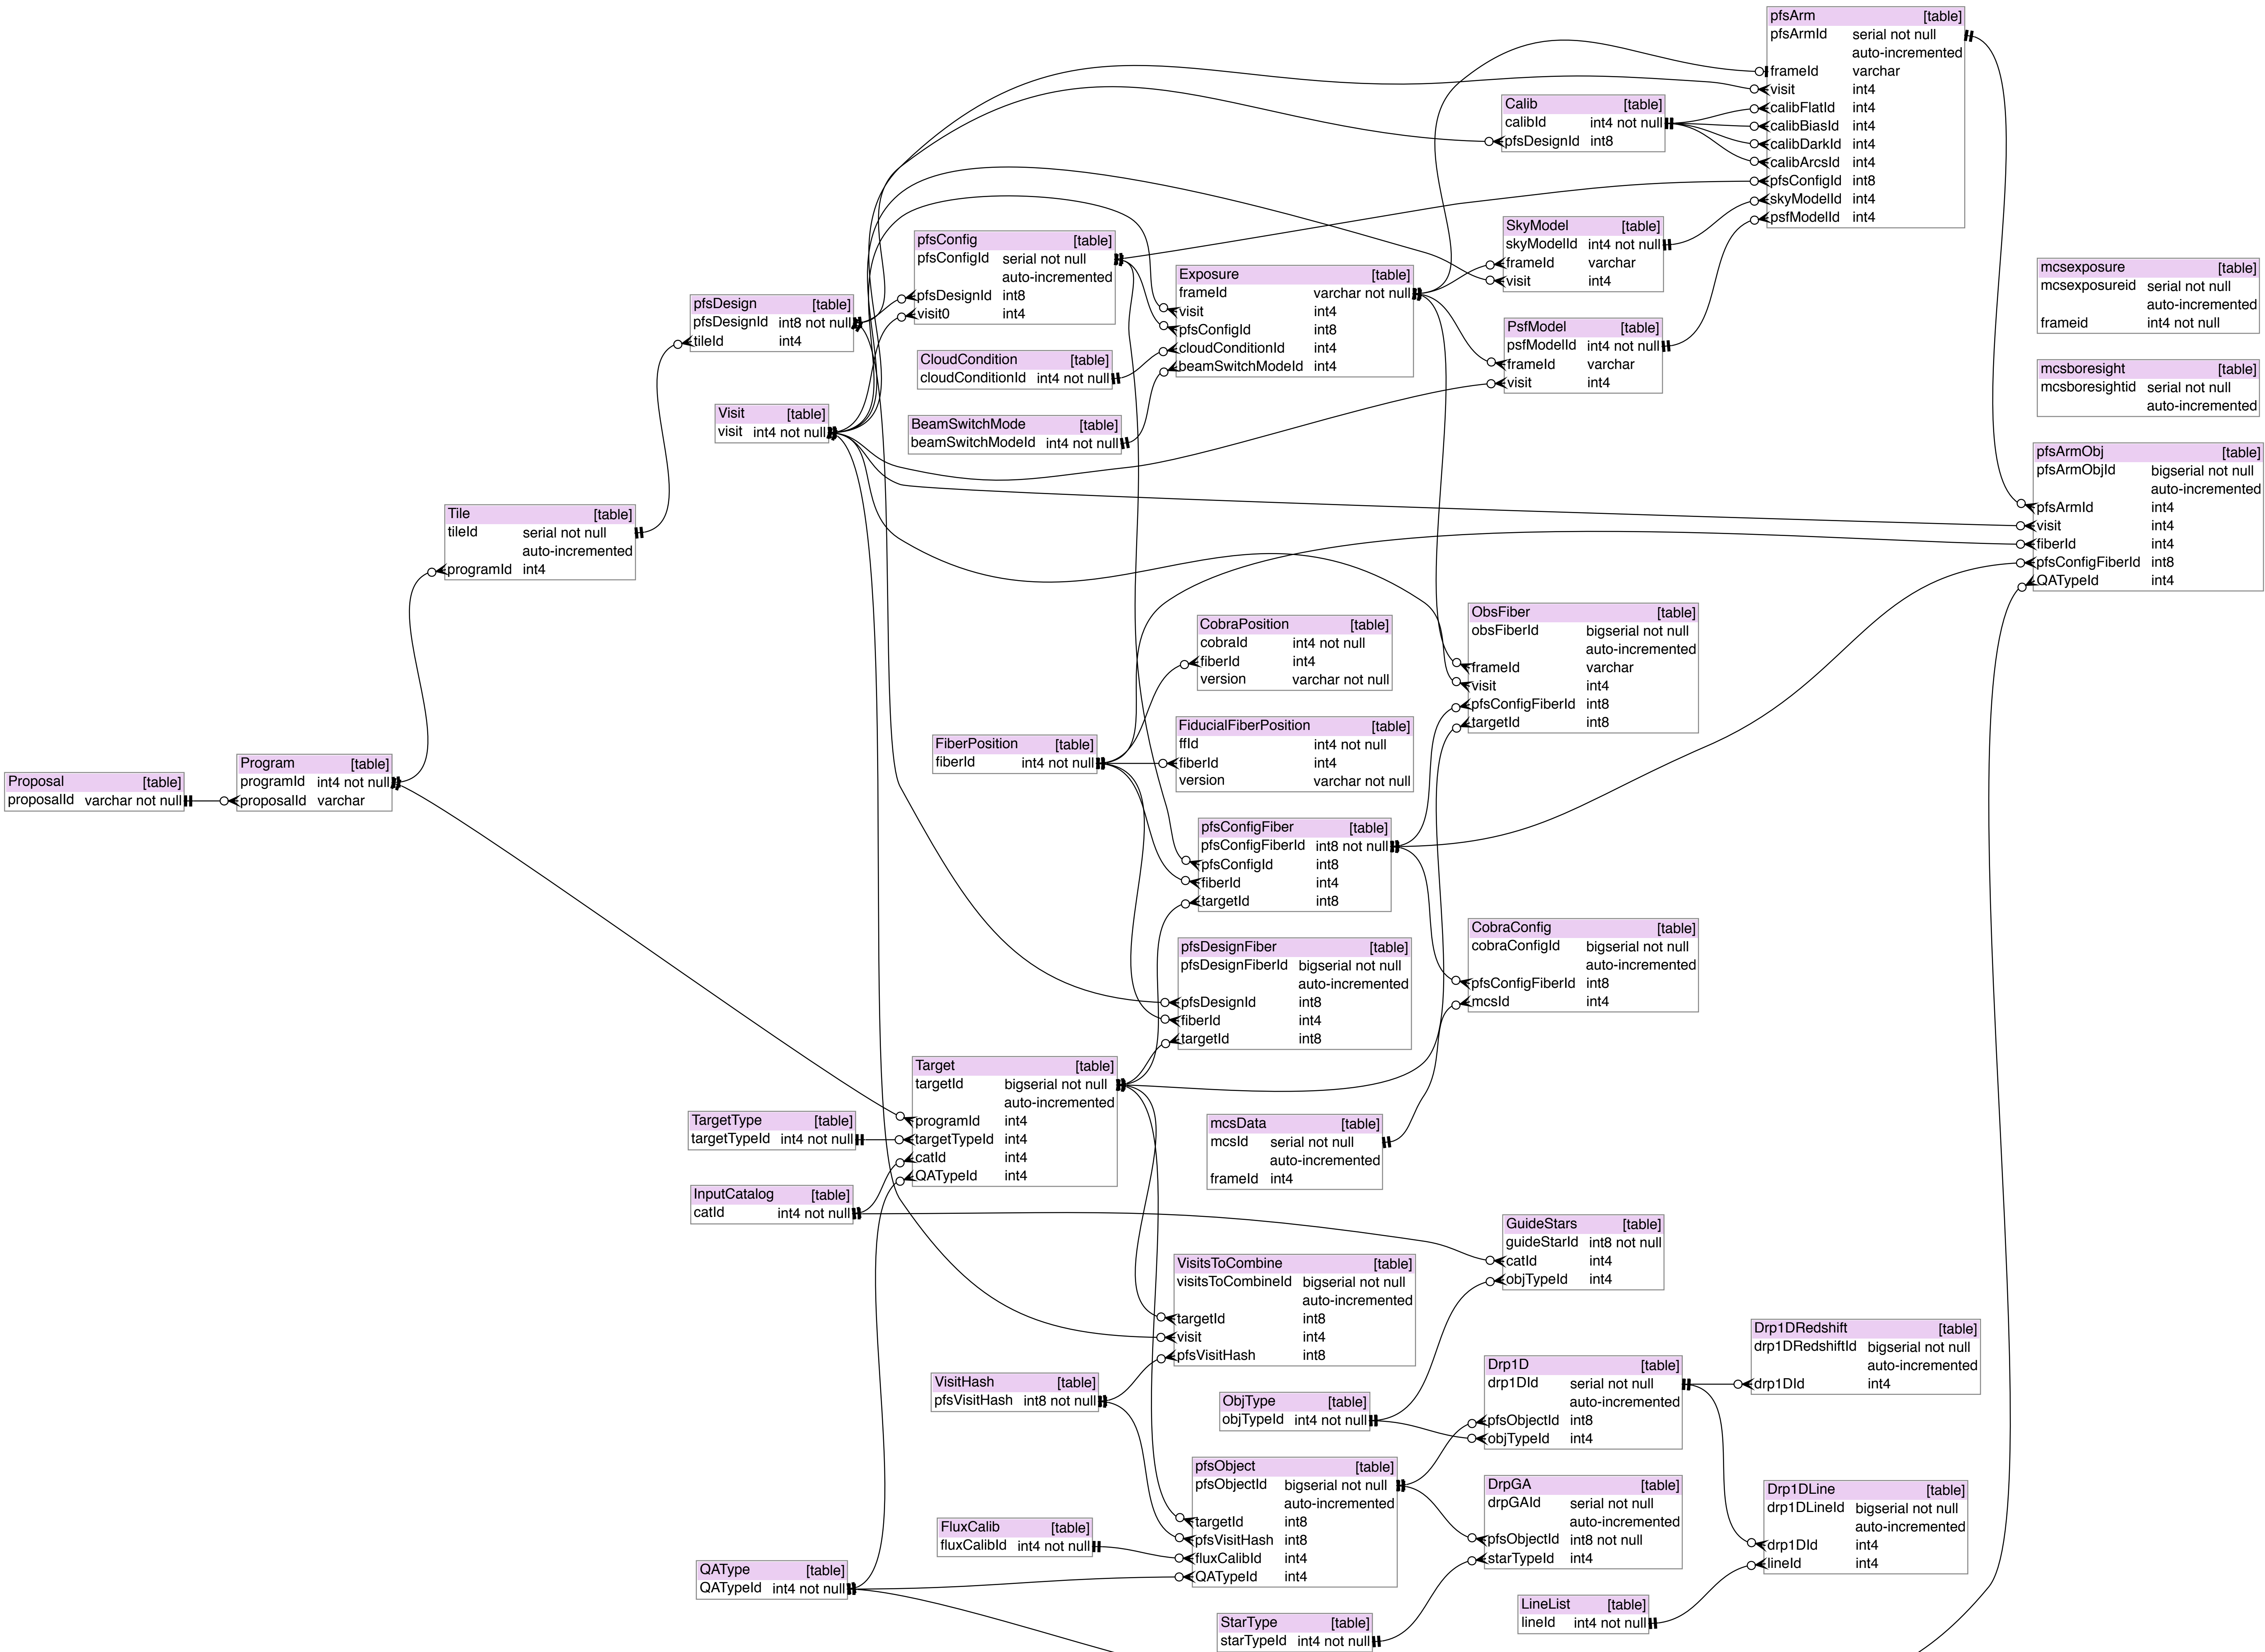 pfsArm [table]
pfsArmId serial not null
auto-incremented
frameId varchar
visit int4
calibFlatId int4
calibBiasId int4
calibDarkId int4
calibArcsId int4
pfsConfigId int8
skyModelId int4
psfModelId int4
Calib [table]
calibId int4 not null
pfsDesignId int8
SkyModel [table]
skyModelId int4 not null
frameId varchar
visit int4
pfsConfig [table]
pfsConfigId serial not null
auto-incremented
pfsDesignId int8
visit0 int4
Exposure [table]
frameId varchar not null
visit int4
pfsConfigId int8
cloudConditionId int4
beamSwitchModeId int4
mcsexposure [table]
mcsexposureid serial not null
auto-incremented
frameid int4 not null
pfsDesign [table]
pfsDesignId int8 not null
tileId int4
PsfModel [table]
psfModelId int4 not null
frameId varchar
visit int4
CloudCondition [table]
cloudConditionId int4 not null
mcsboresight [table]
mcsboresightid serial not null
auto-incremented
Visit [table]
visit int4 not null
BeamSwitchMode [table]
beamSwitchModeId int4 not null
pfsArmObj [table]
pfsArmObjId bigserial not null
auto-incremented
pfsArmId int4
visit int4
fiberId int4
pfsConfigFiberId int8
QATypeId int4
Tile [table]
tileId serial not null
auto-incremented
programId int4
ObsFiber [table]
obsFiberId bigserial not null
auto-incremented
frameId varchar
visit int4
pfsConfigFiberId int8
targetId int8
CobraPosition [table]
cobraId int4 not null
fiberId int4
version varchar not null
FiducialFiberPosition [table]
ffId int4 not null
fiberId int4
version varchar not null
FiberPosition [table]
fiberId int4 not null
Program [table]
programId int4 not null
proposalId varchar
Proposal [table]
proposalId varchar not null
pfsConfigFiber [table]
pfsConfigFiberId int8 not null
pfsConfigId int8
fiberId int4
targetId int8
CobraConfig [table]
cobraConfigId bigserial not null
auto-incremented
pfsConfigFiberId int8
mcsId int4
pfsDesignFiber [table]
pfsDesignFiberId bigserial not null
auto-incremented
pfsDesignId int8
fiberId int4
targetId int8
Target [table]
targetId bigserial not null
auto-incremented
programId int4
targetTypeId int4
catId int4
QATypeId int4
TargetType [table]
targetTypeId int4 not null
mcsData [table]
mcsId serial not null
auto-incremented
frameId int4
InputCatalog [table]
catId int4 not null
GuideStars [table]
guideStarId int8 not null
catId int4
objTypeId int4
VisitsToCombine [table]
visitsToCombineId bigserial not null
auto-incremented
targetId int8
visit int4
pfsVisitHash int8
Drp1DRedshift [table]
drp1DRedshiftId bigserial not null
auto-incremented
drp1DId int4
Drp1D [table]
drp1DId serial not null
auto-incremented
pfsObjectId int8
objTypeId int4
VisitHash [table]
pfsVisitHash int8 not null
ObjType [table]
objTypeId int4 not null
pfsObject [table]
pfsObjectId bigserial not null
auto-incremented
targetId int8
pfsVisitHash int8
fluxCalibId int4
QATypeId int4
DrpGA [table]
drpGAId serial not null
auto-incremented
pfsObjectId int8 not null
starTypeId int4
Drp1DLine [table]
drp1DLineId bigserial not null
auto-incremented
drp1DId int4
lineId int4
FluxCalib [table]
fluxCalibId int4 not null
QAType [table]
QATypeId int4 not null
LineList [table]
lineId int4 not null
StarType [table]
starTypeId int4 not null